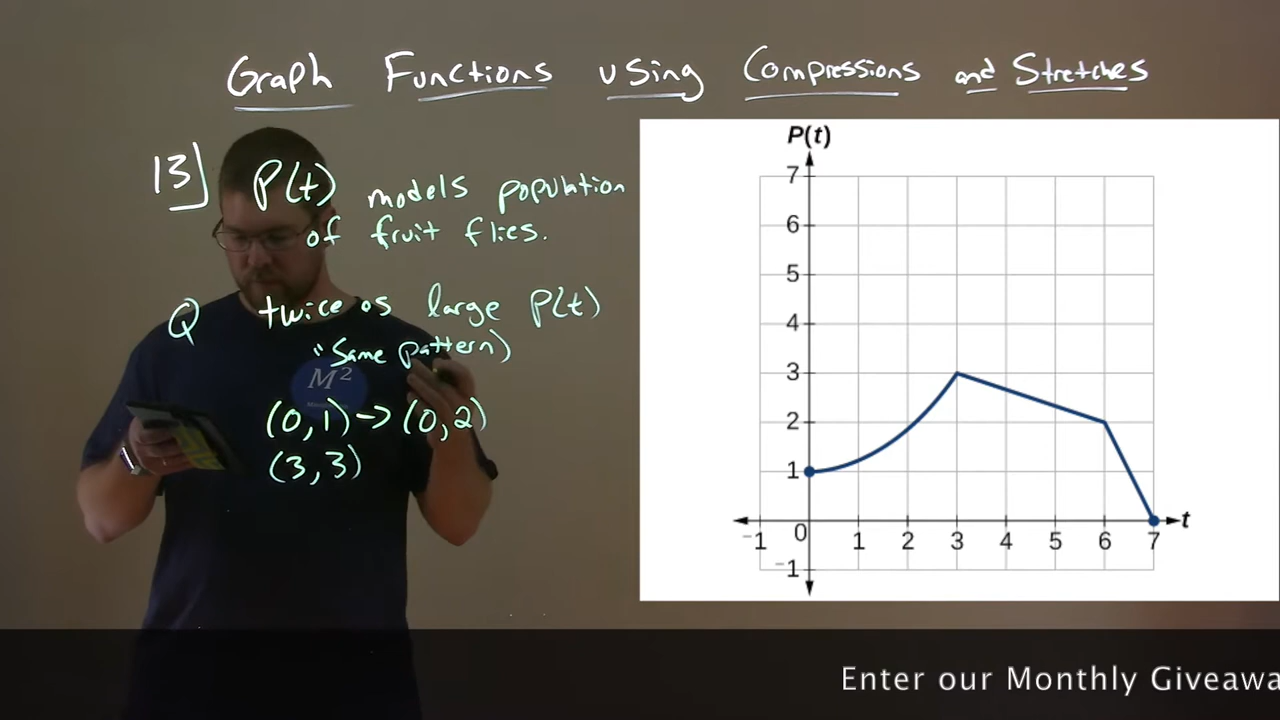 Graph Functions using Compressions and Stretches
13] P(t) models population
of fruit flies.
Q twice as large P(t)
"Same pattern)
M²
(0,1) → (0,2)
(3,3)
P(t)
7
6
5
4
3
2
1
0
-1
-1 1 2 3 4 5 6 7
t
Enter our Monthly Giveawa